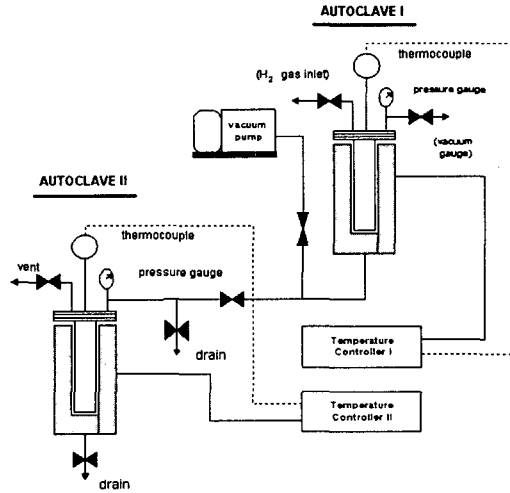 AUTOCLAVE I
thermocouple
(H2 gas inlet)
pressure gauge
vacuum
pump
(vacuum
gauge)
AUTOCLAVE II
thermocouple
vent
pressure gauge
drain
Temperature
Controller I
Temperature
Controller II
drain